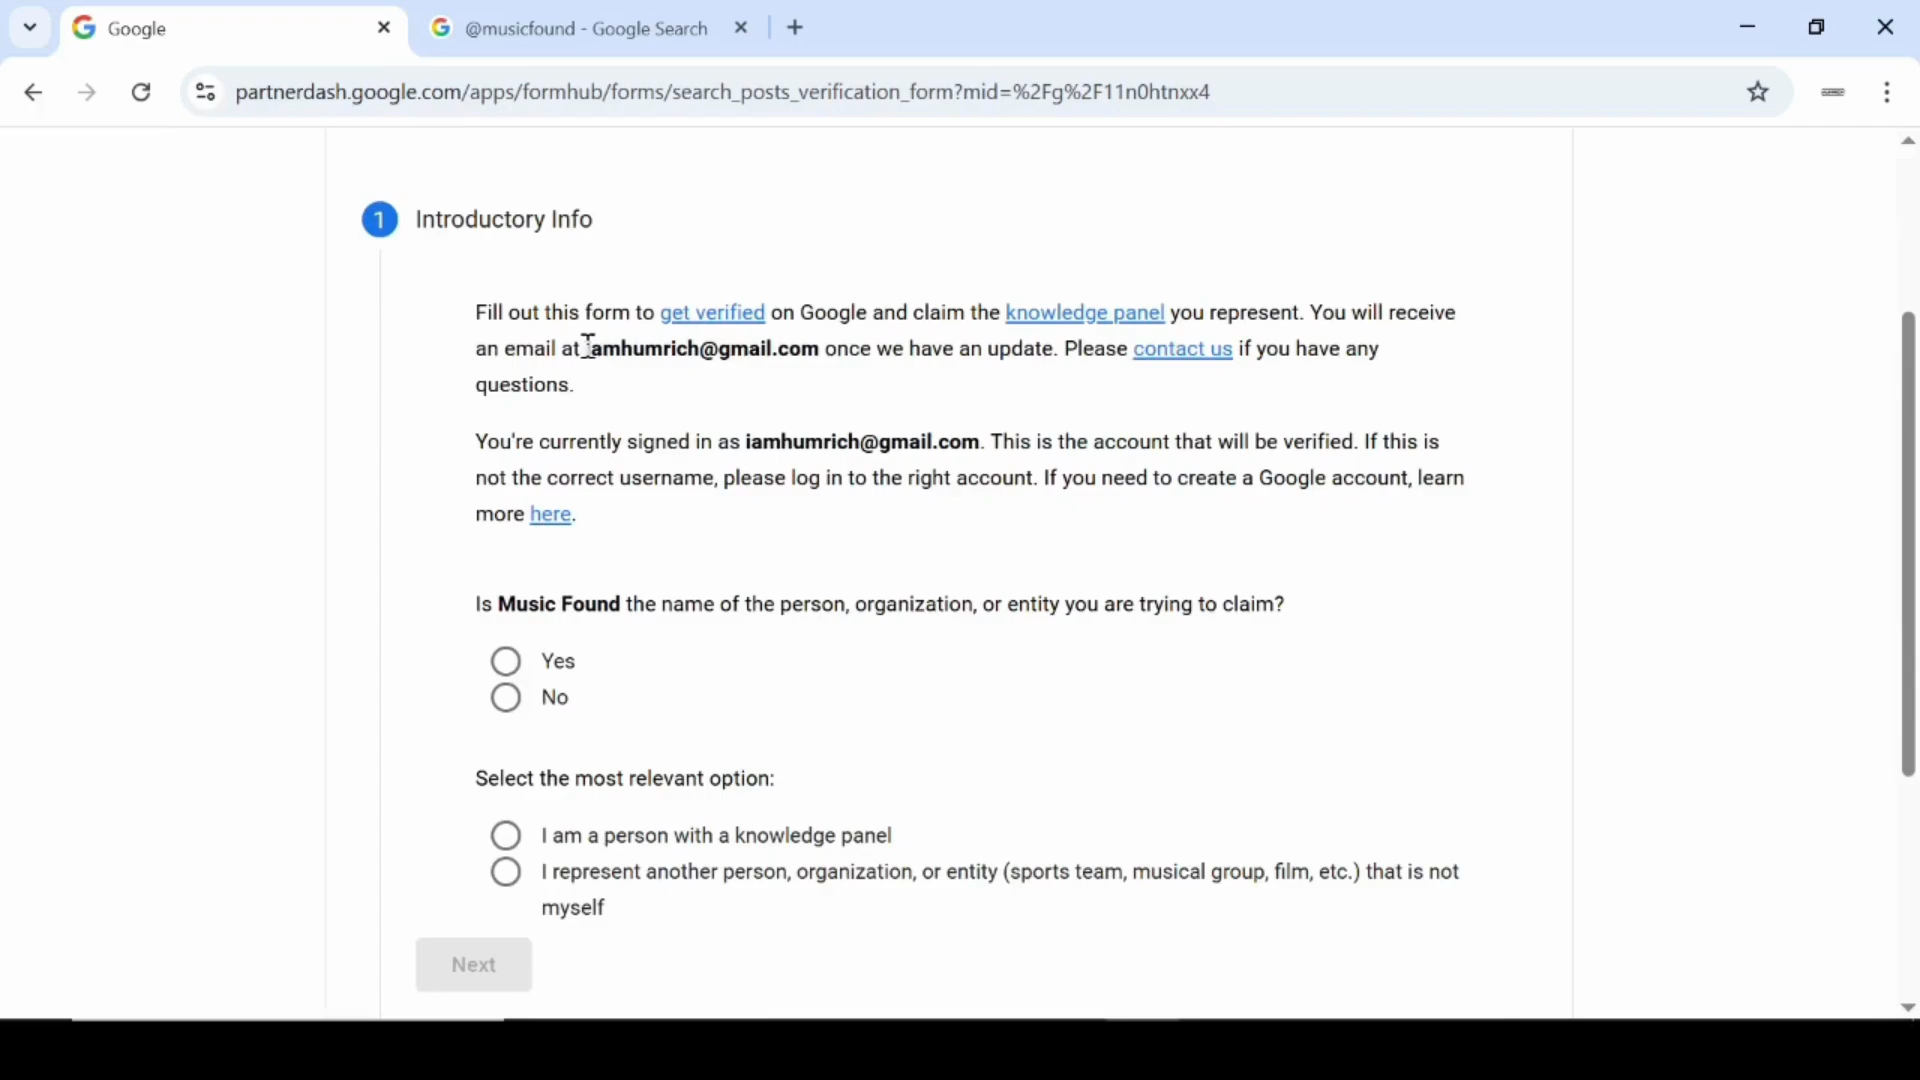 Google
@musicfound - Google Search
partnerdash.google.com/apps/formhub/forms/search_posts_verification_form?mid=%2Fg%2F11n0htnxx4
1 Introductory Info
Fill out this form to get verified on Google and claim the knowledge panel you represent. You will receive
an email at iamhumrich@gmail.com once we have an update. Please contact us if you have any
questions.
You're currently signed in as iamhumrich@gmail.com. This is the account that will be verified. If this is
not the correct username, please log in to the right account. If you need to create a Google account, learn
more here.
Is Music Found the name of the person, organization, or entity you are trying to claim?
Yes
No
Select the most relevant option:
I am a person with a knowledge panel
I represent another person, organization, or entity (sports team, musical group, film, etc.) that is not
myself
Next